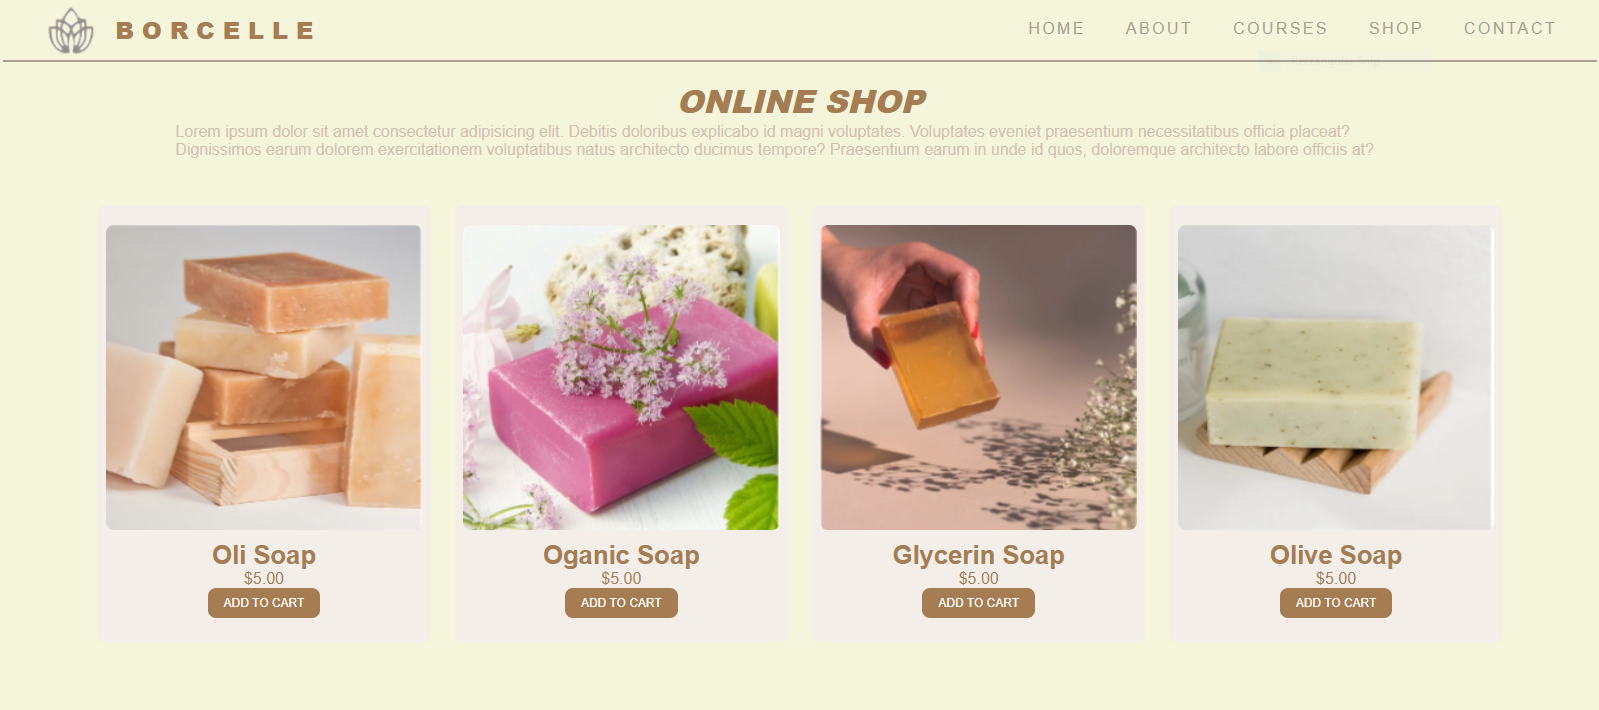 BORCELLE
HOME ABOUT COURSES SHOP CONTACT
ONLINE SHOP
Lorem ipsum dolor sit amet consectetur adipisicing elit. Debitis doloribus explicabo id magni voluptates. Voluptates eveniet praesentium necessitatibus officia placeat?
Dignissimos earum dolorem exercitationem voluptatibus natus architecto ducimus tempore? Praesentium earum in unde id quos, doloremque architecto labore officiis at?
Oli Soap
$5.00
ADD TO CART
Oganic Soap
$5.00
ADD TO CART
Glycerin Soap
$5.00
ADD TO CART
Olive Soap
$5.00
ADD TO CART